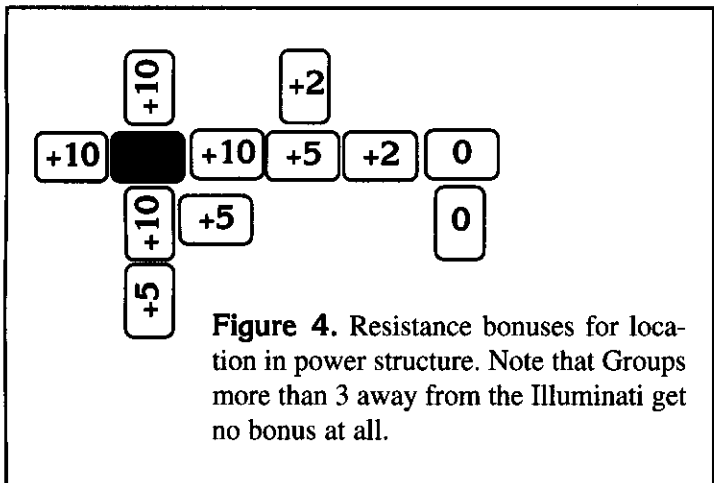 +10
+2
+10
+10
+5
+2
0
+10
+5
0
+5
Figure 4. Resistance bonuses for loca-
tion in power structure. Note that Groups
more than 3 away from the Illuminati get
no bonus at all.